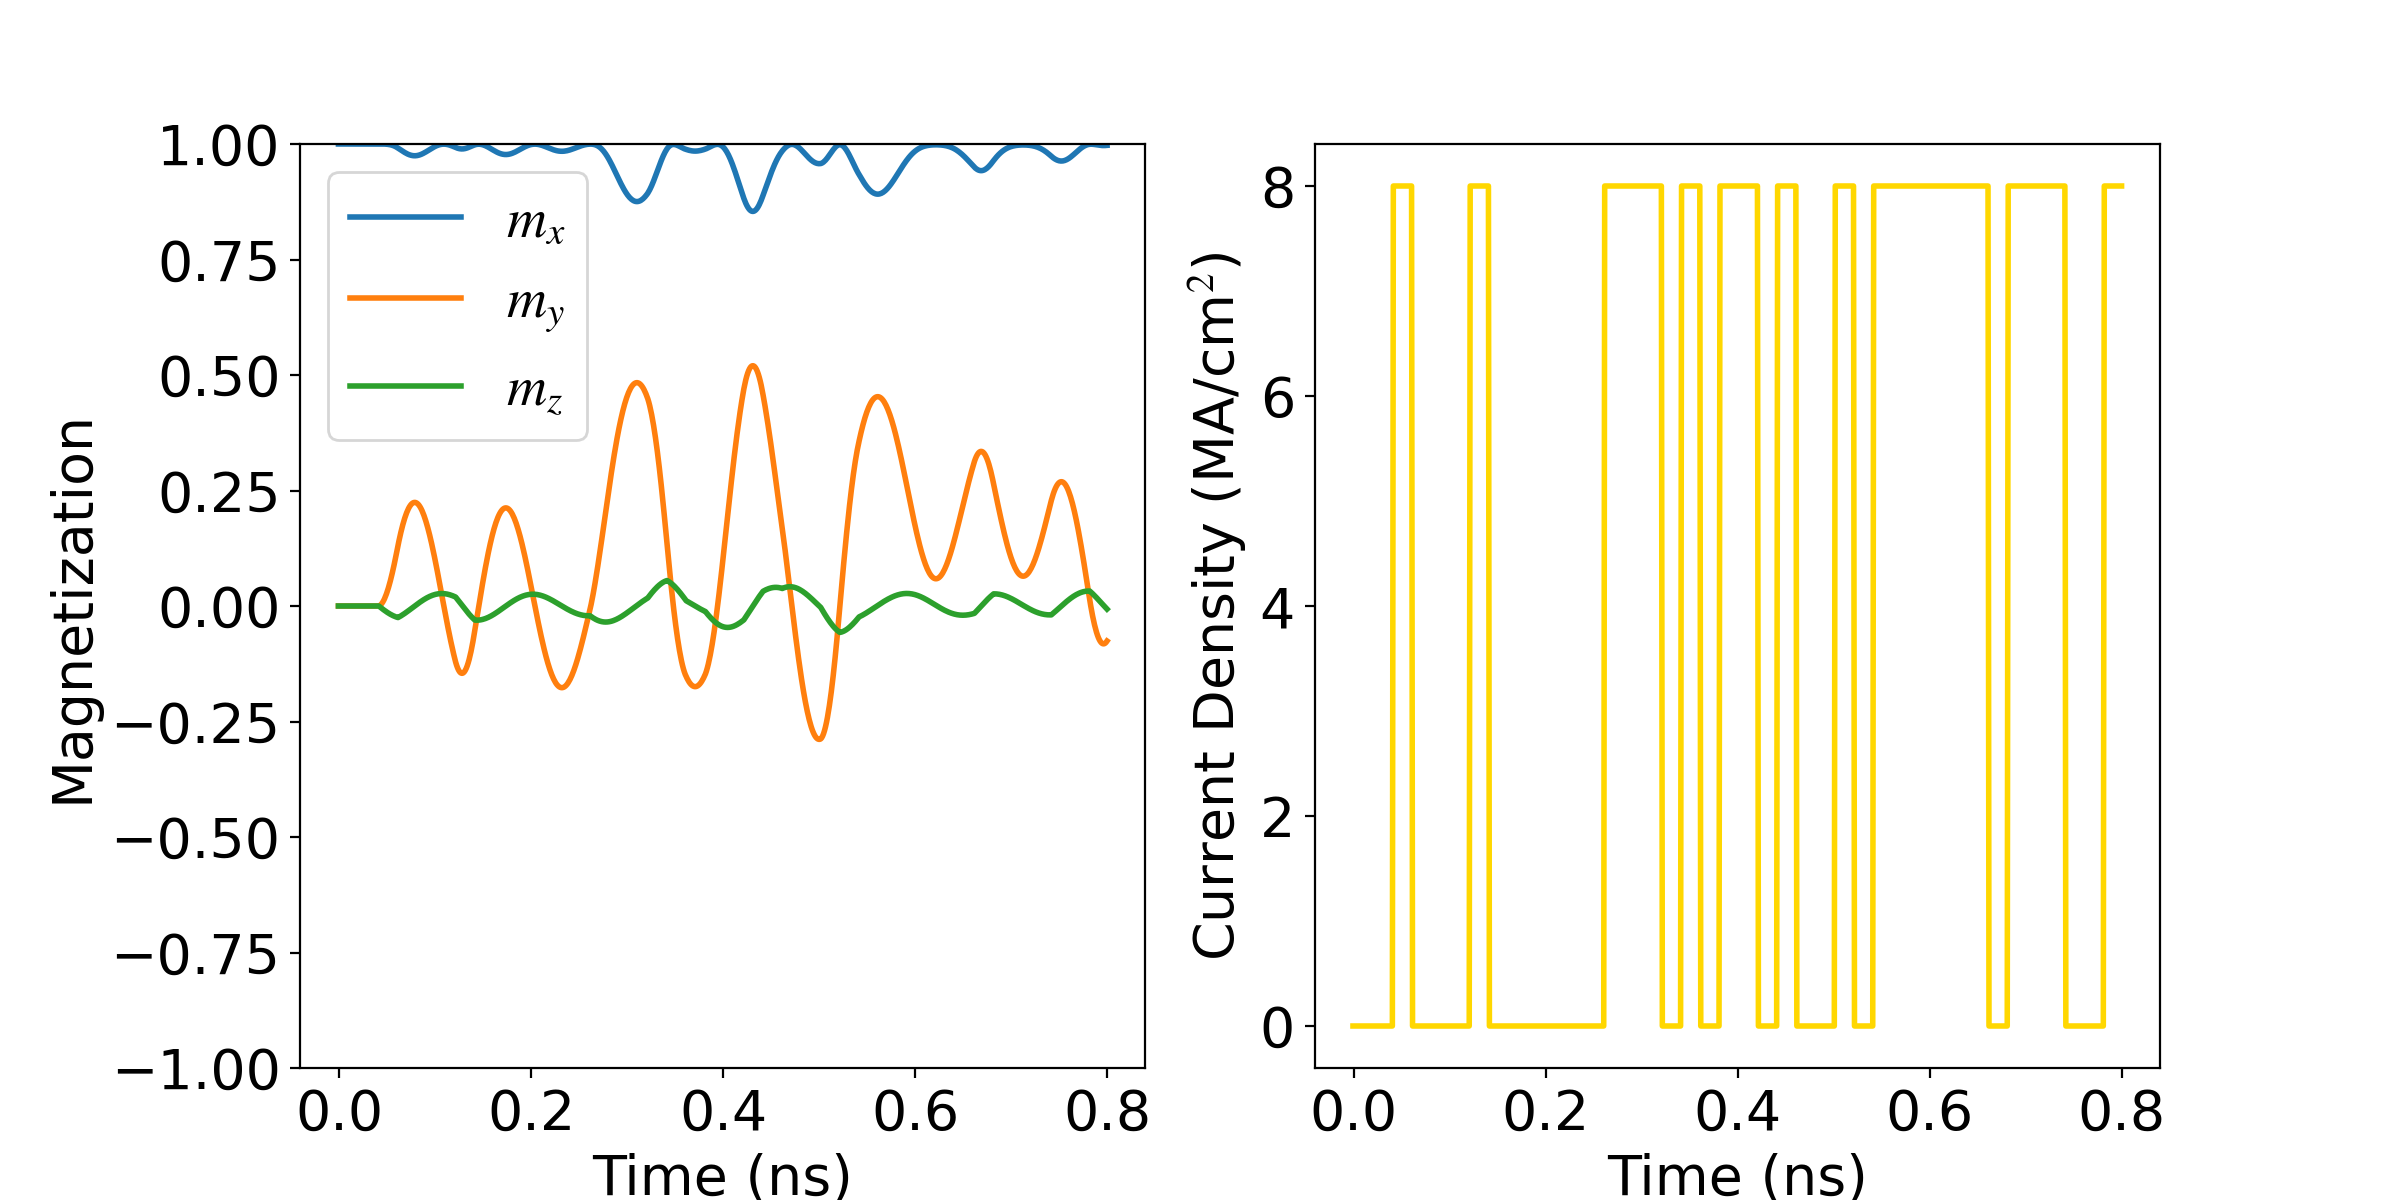 1.00
0.75
0.50
0.25
0.00
−0.25
−0.50
−0.75
−1.00
Magnetization
m_x
m_y
m_z
0.0 0.2 0.4 0.6 0.8
Time (ns)
8
6
4
2
0
Current Density (MA/cm²)
0.0 0.2 0.4 0.6 0.8
Time (ns)